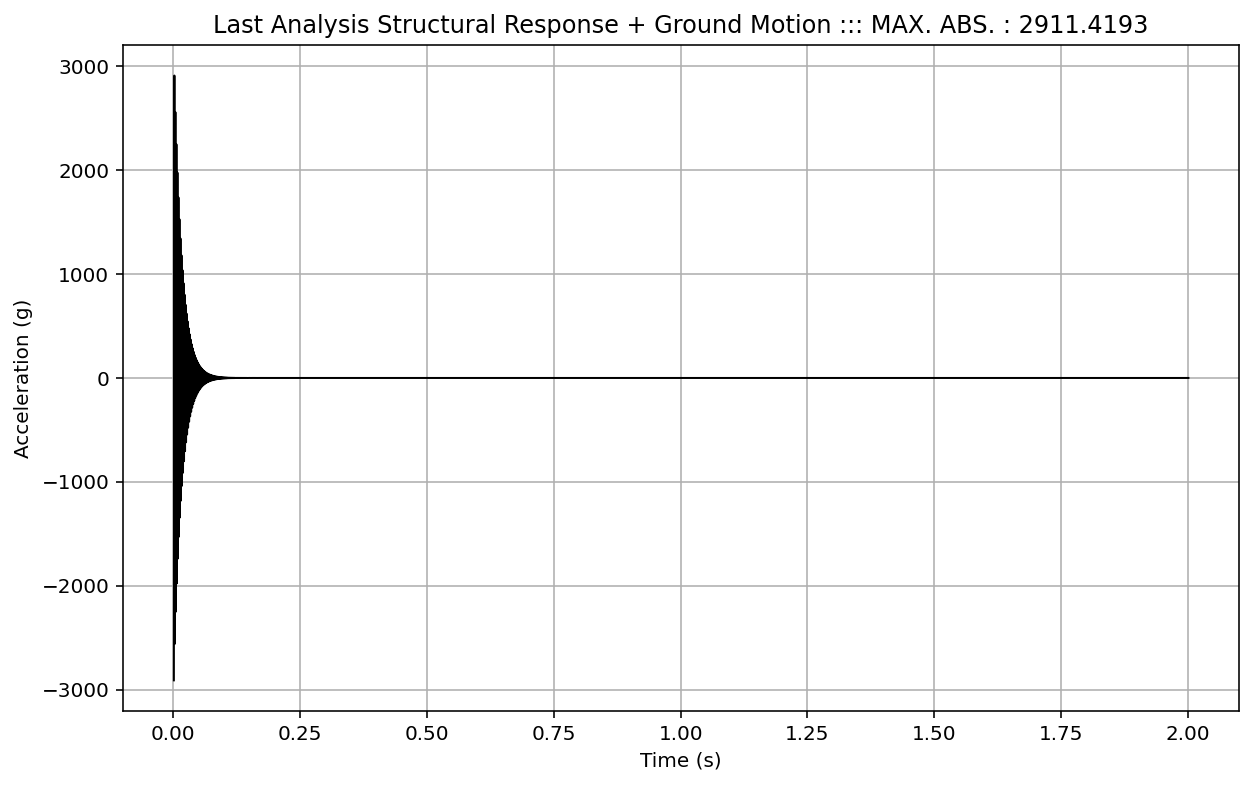 Last Analysis Structural Response + Ground Motion ::: MAX. ABS. : 2911.4193
3000
2000
1000
0
−1000
−2000
−3000
Acceleration (g)
0.00 0.25 0.50 0.75 1.00 1.25 1.50 1.75 2.00
Time (s)